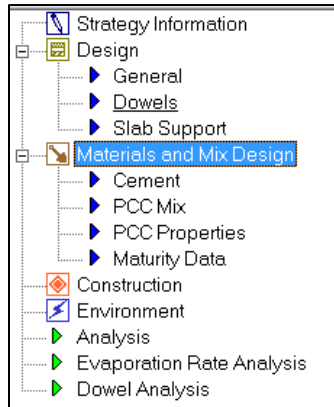 Strategy Information
Design
General
Dowels
Slab Support
Materials and Mix Design
Cement
PCC Mix
PCC Properties
Maturity Data
Construction
Environment
Analysis
Evaporation Rate Analysis
Dowel Analysis